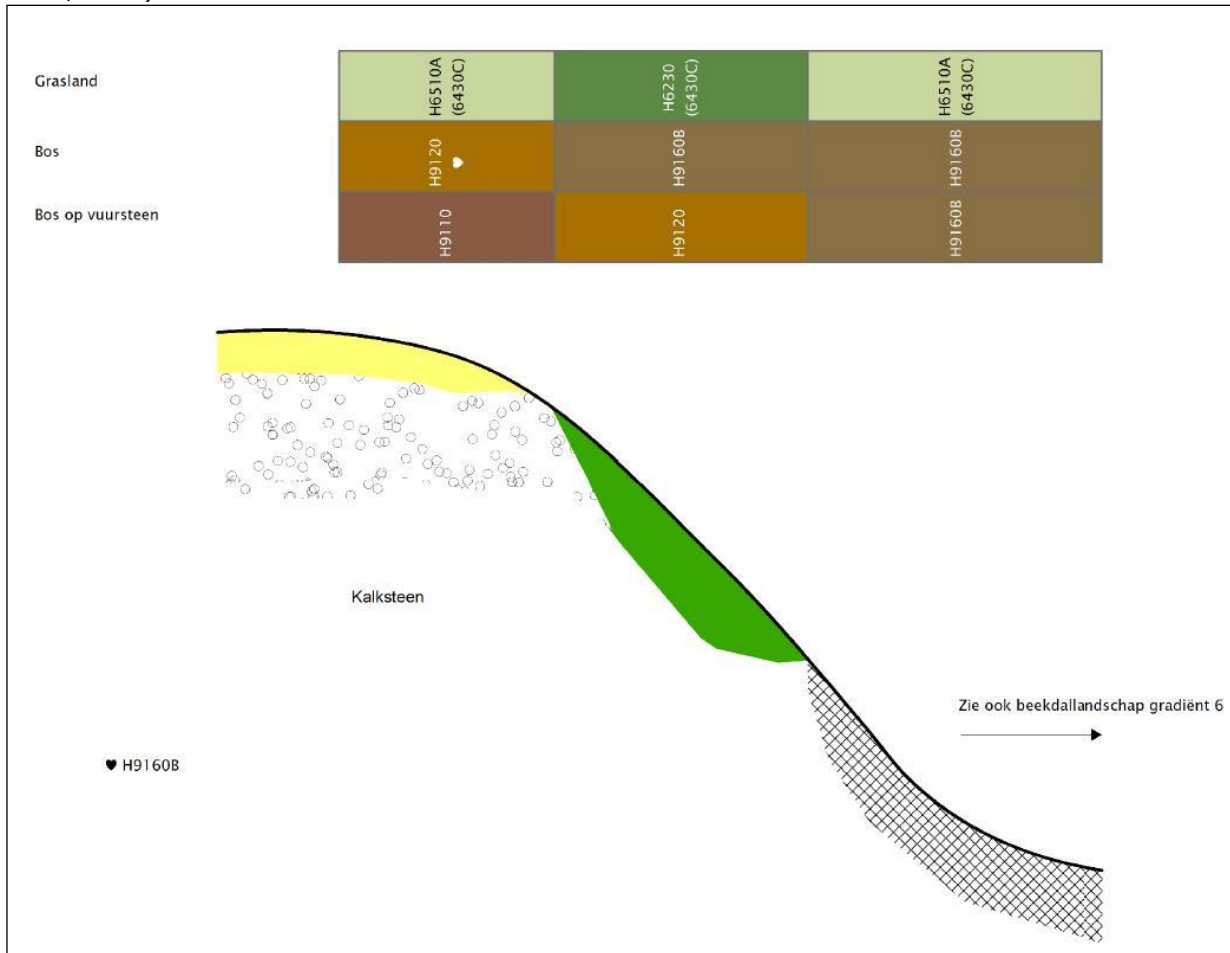 Grasland
H6510A
(6430C)
H6230
(6430C)
H6510A
(6430C)
Bos
H9120
♥
H9160B
H9160B
Bos op vuursteen
H9110
H9120
H9160B
Kalksteen
Zie ook beekdallandschap gradiënt 6
♥ H9160B